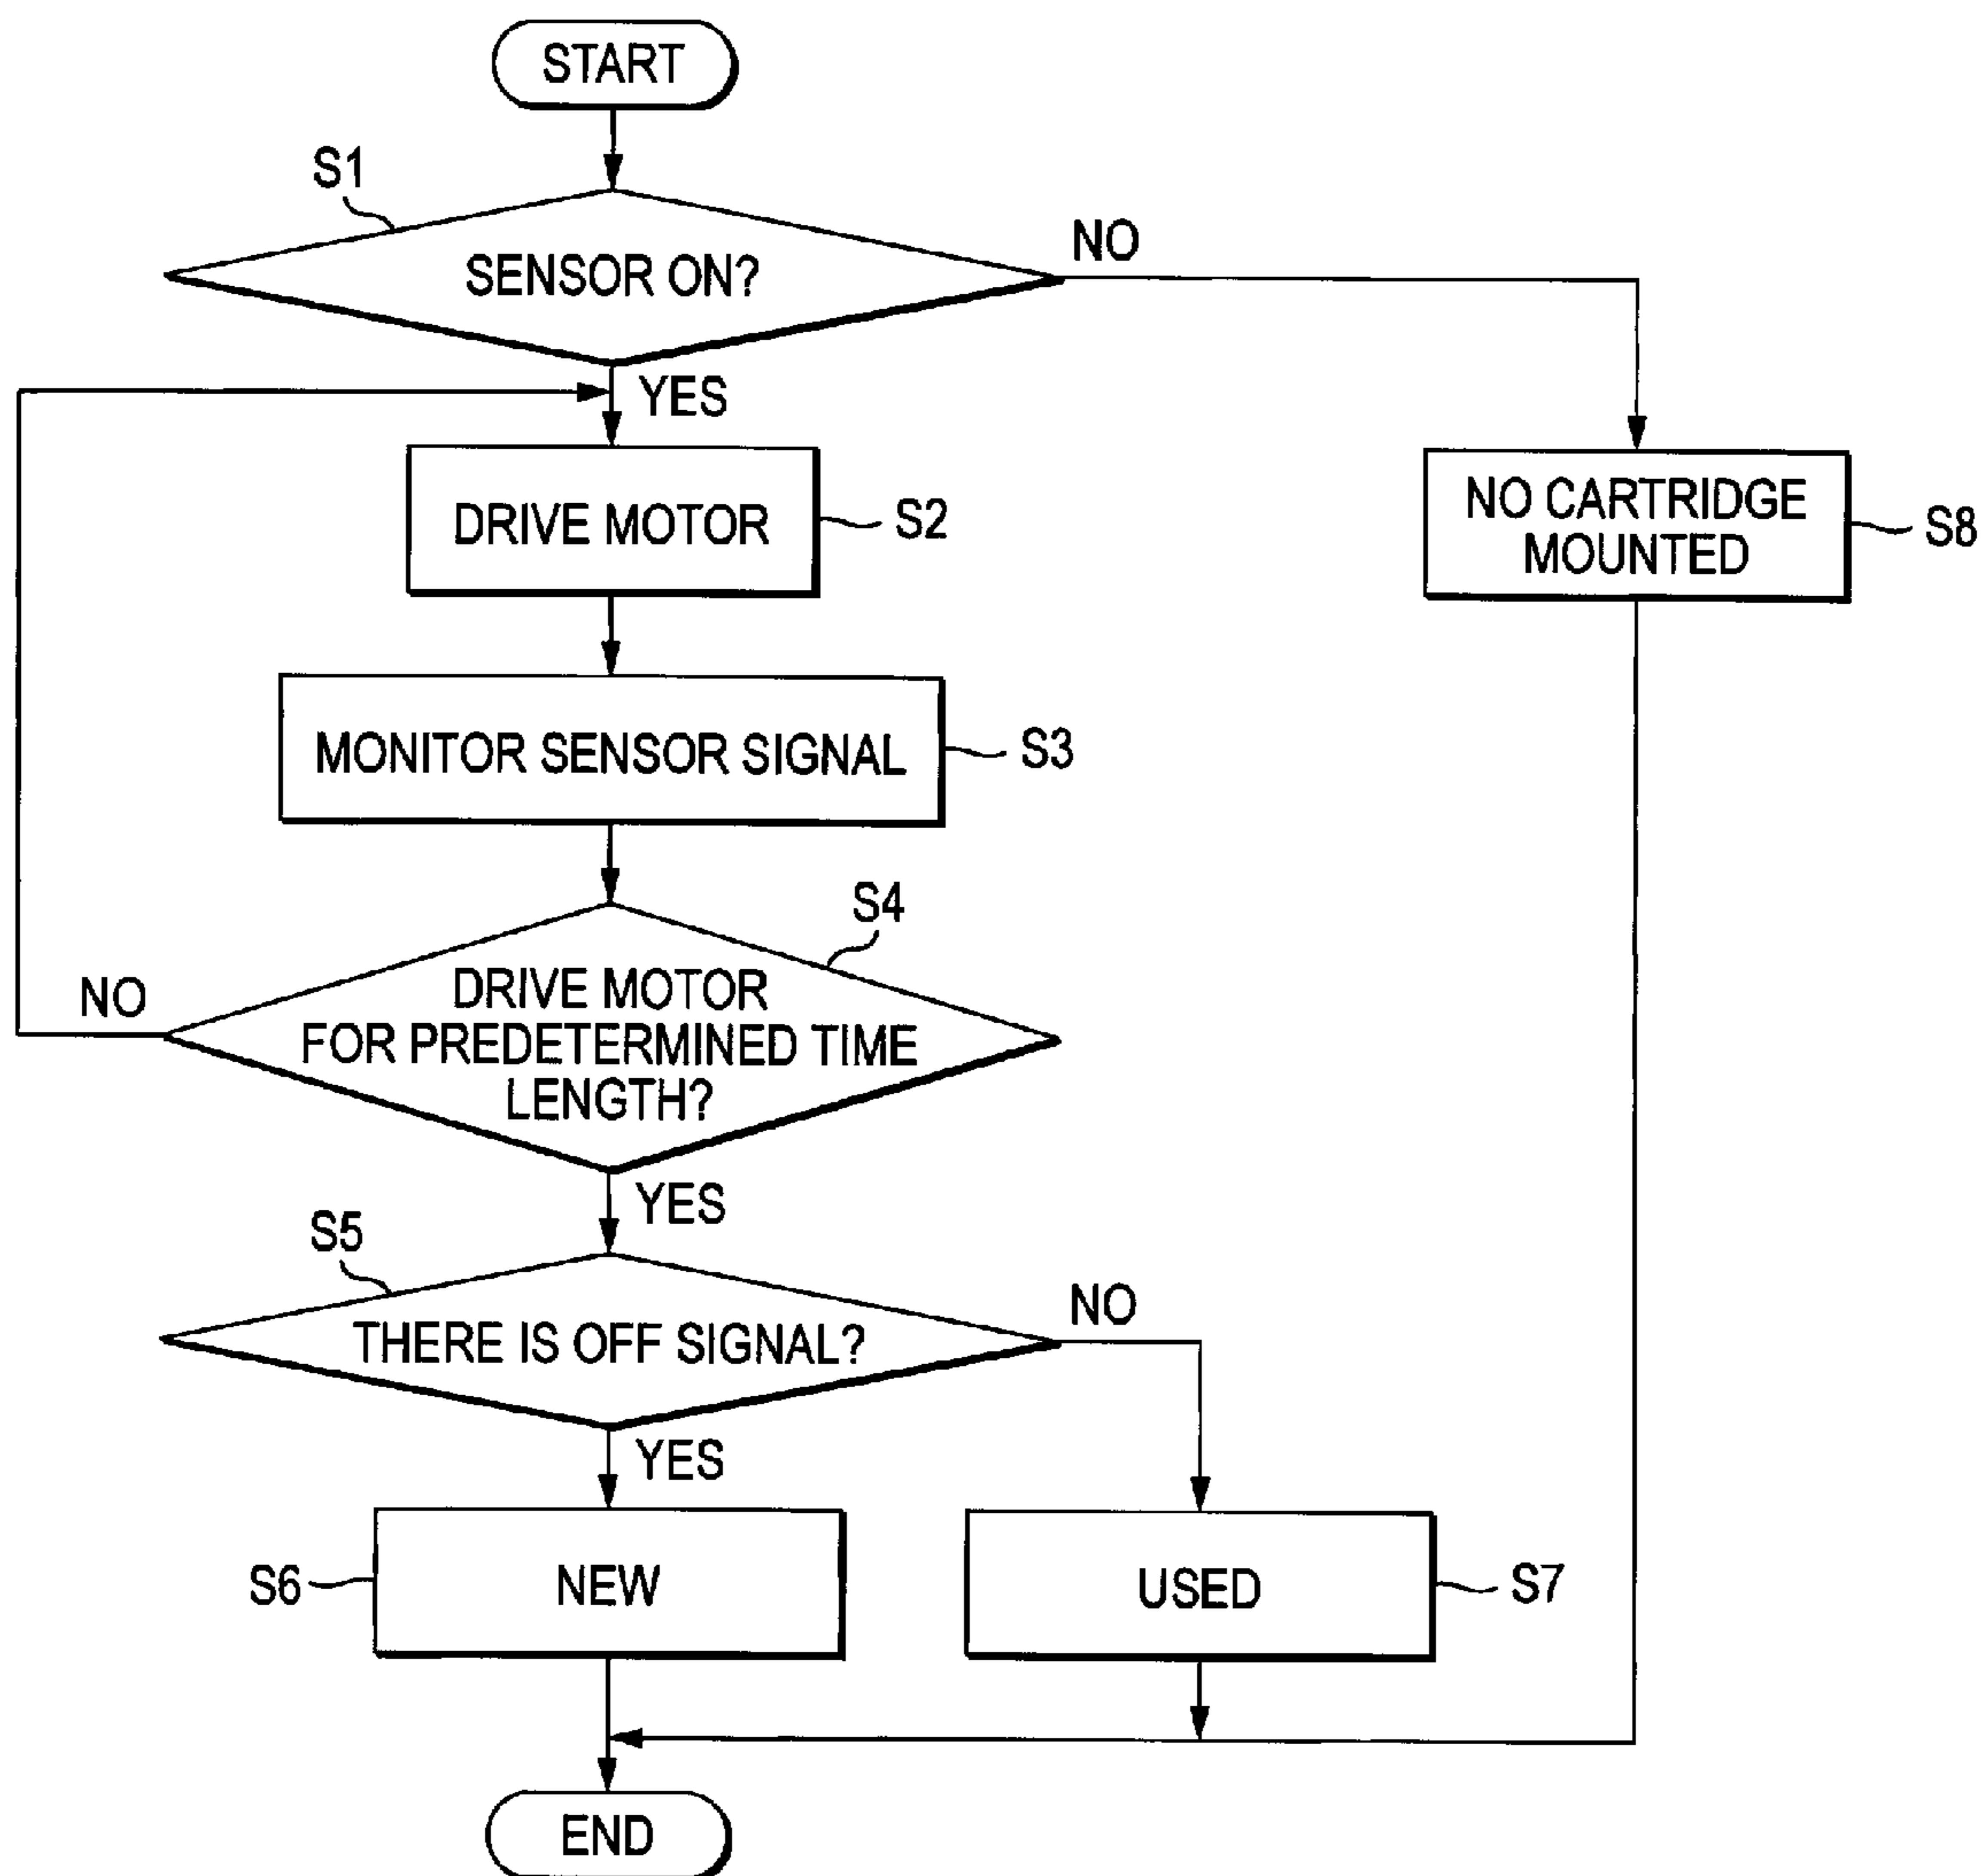 START
S1
SENSOR ON?
NO
YES
DRIVE MOTOR
S2
NO CARTRIDGE
MOUNTED
S8
MONITOR SENSOR SIGNAL
S3
S4
DRIVE MOTOR
FOR PREDETERMINED TIME
LENGTH?
NO
YES
S5
THERE IS OFF SIGNAL?
NO
YES
S6
NEW
USED
S7
END